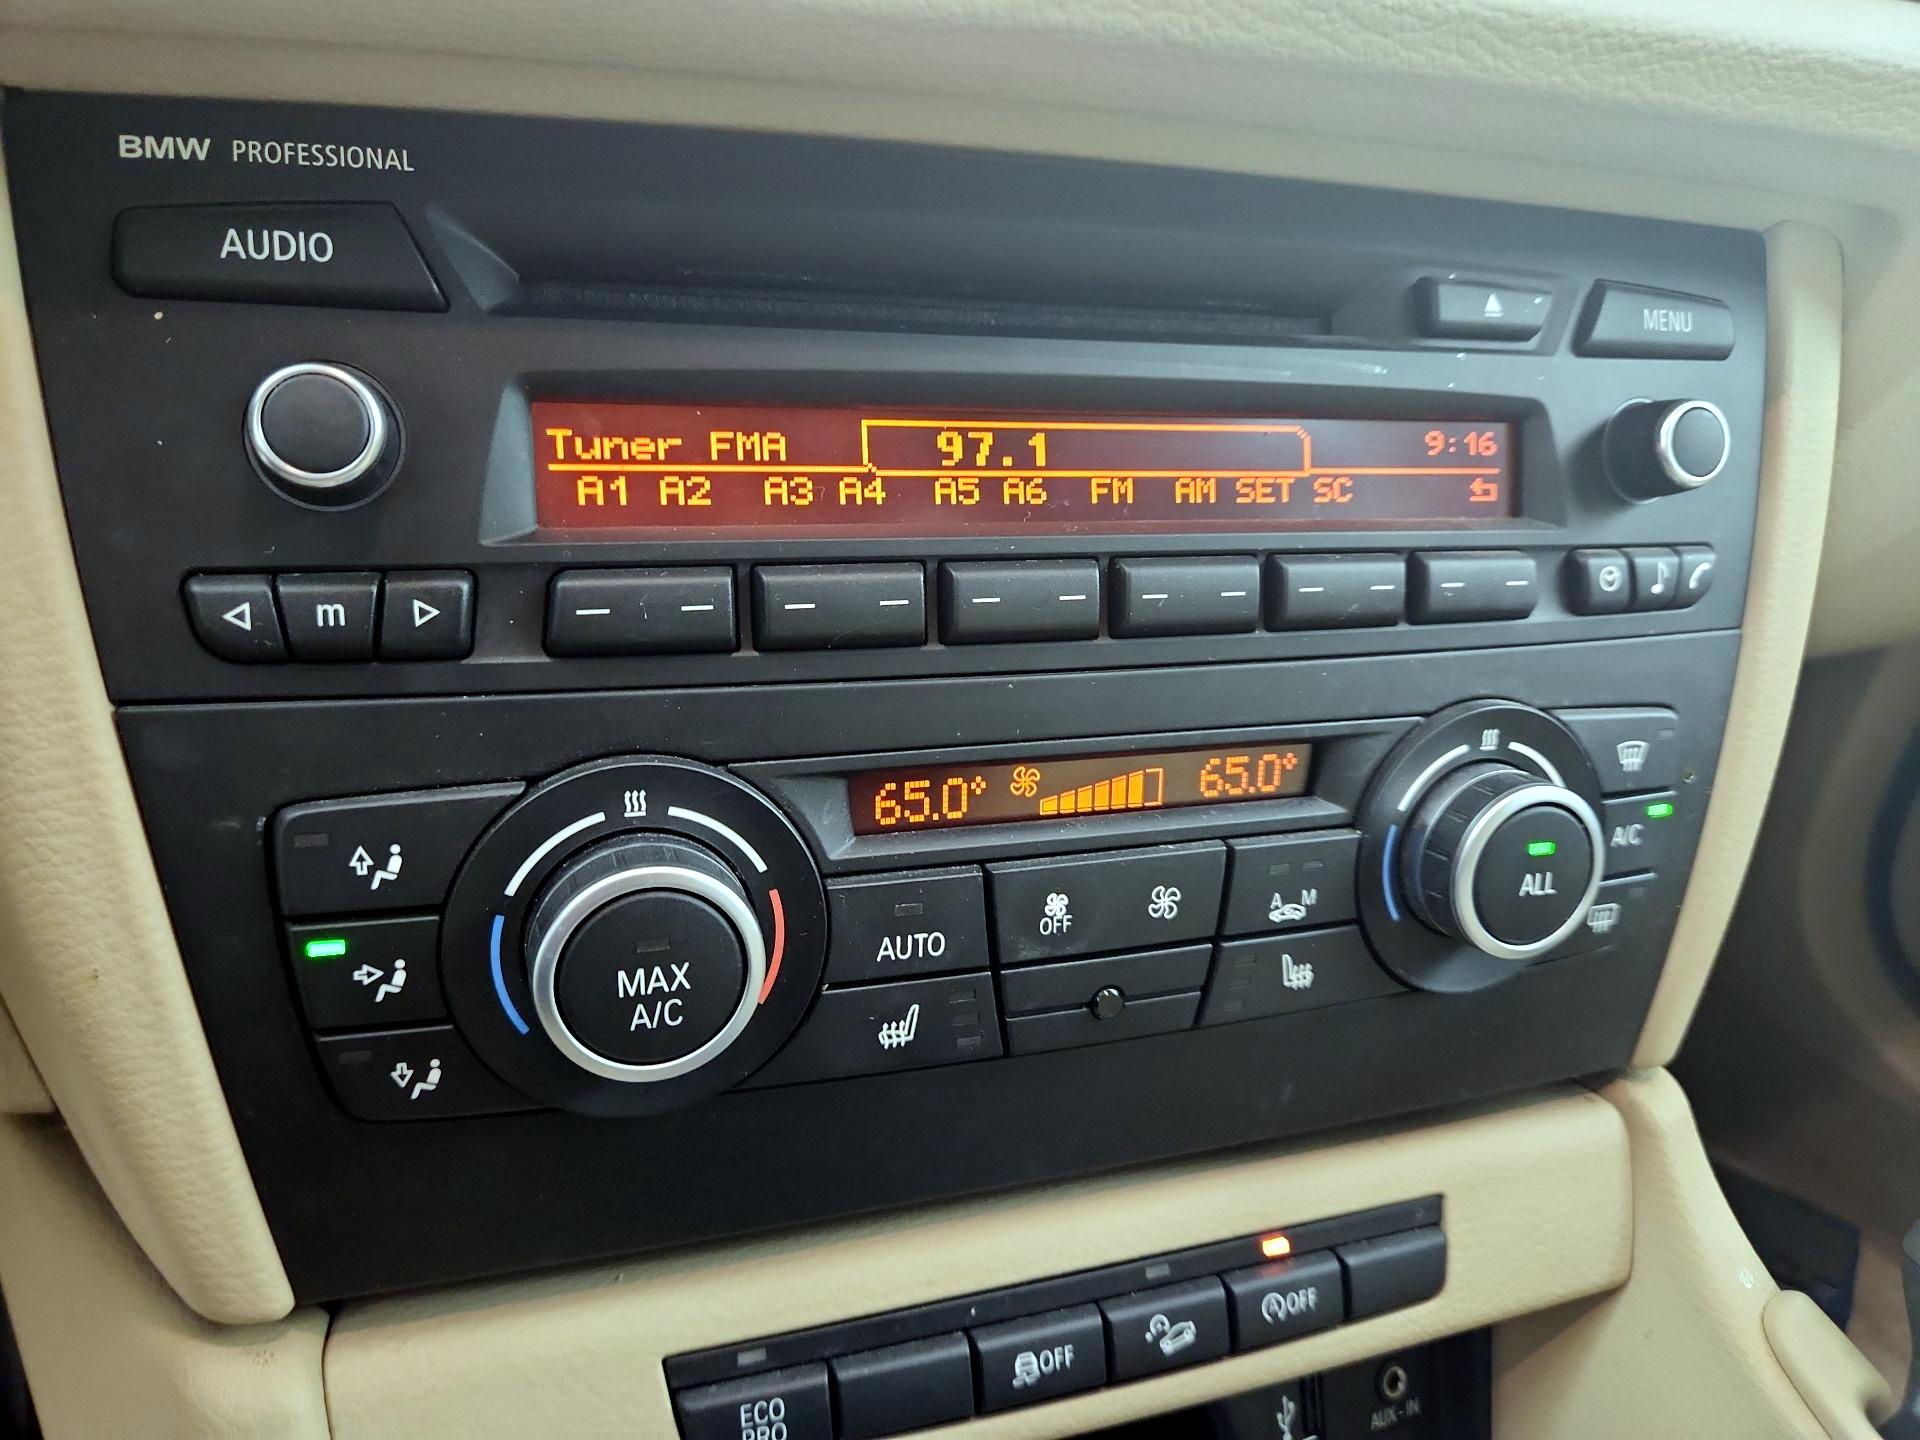 BMW PROFESSIONAL
AUDIO
MENU
Tuner FMA 97.1 9:16
A1 A2 A3 A4 A5 A6 FM AM SET SC
m
65.0° 65.0°
A/C
ALL
MAX
A/C
AUTO
OFF
A M
OFF
OFF
ECO
PRO
AUX-IN